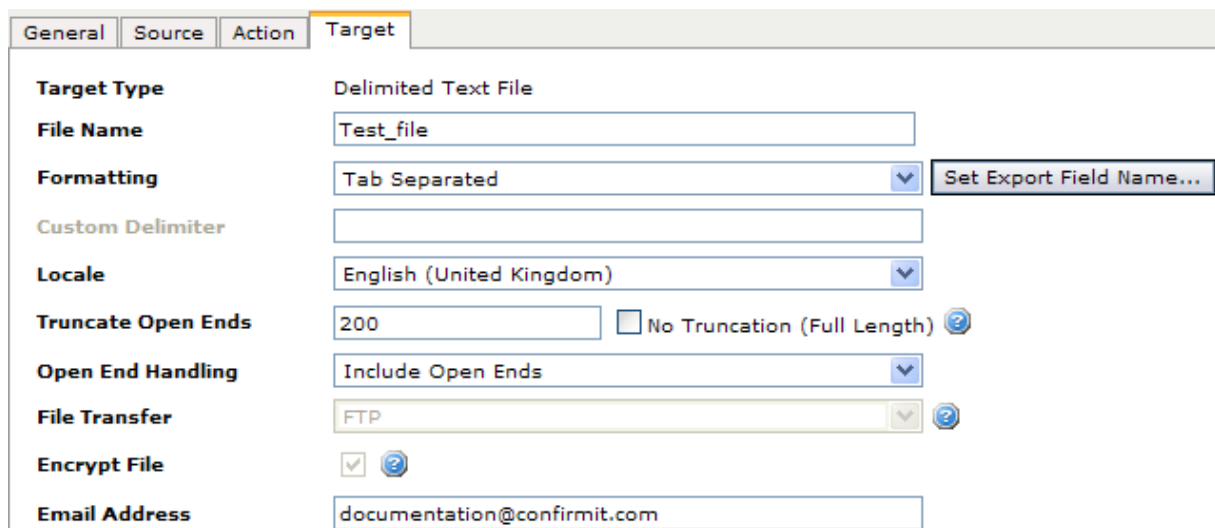 General Source Action Target
Target Type Delimited Text File
File Name Test_file
Formatting Tab Separated Set Export Field Name...
Custom Delimiter
Locale English (United Kingdom)
Truncate Open Ends 200 No Truncation (Full Length) ?
Open End Handling Include Open Ends
File Transfer FTP ?
Encrypt File ?
Email Address documentation@confirmit.com